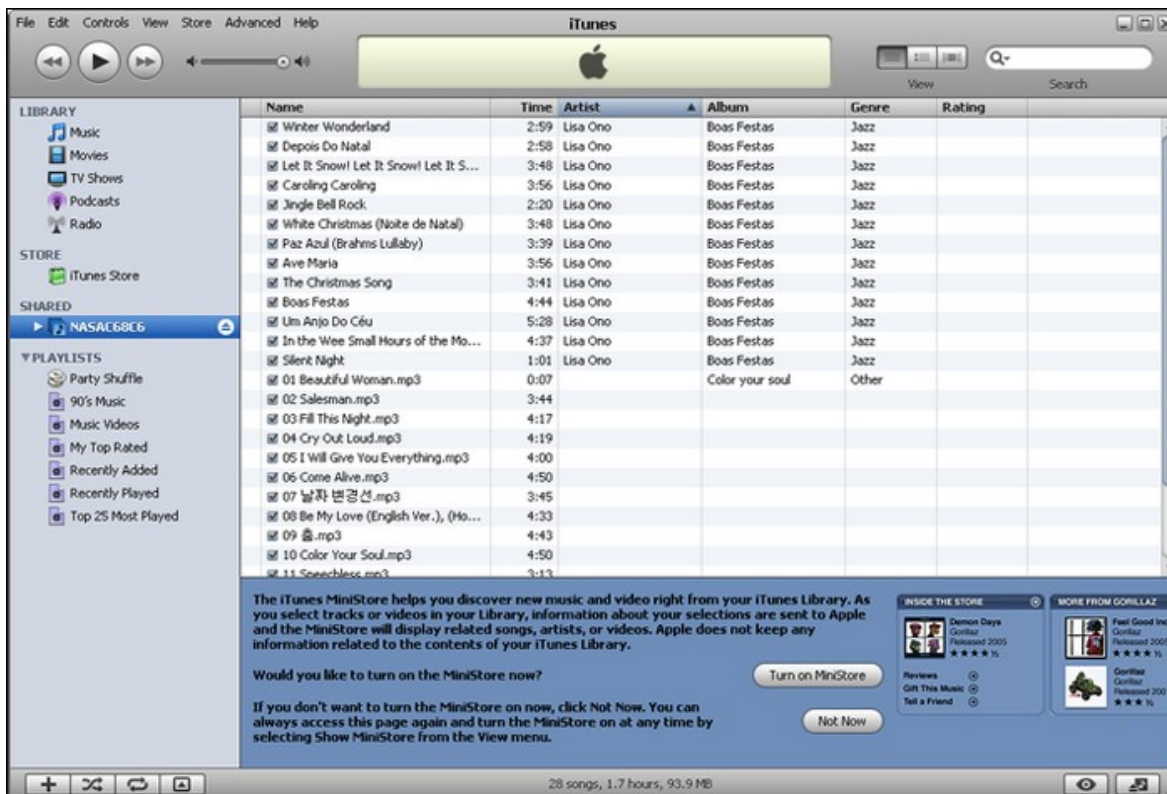 File Edit Controls View Store Advanced Help
iTunes
View
Search
LIBRARY
Music
Movies
TV Shows
Podcasts
Radio
STORE
iTunes Store
SHARED
NASAC68C6
PLAYLISTS
Party Shuffle
90's Music
Music Videos
My Top Rated
Recently Added
Recently Played
Top 25 Most Played
Name Time Artist Album Genre Rating
Winter Wonderland 2:59 Lisa Ono Boas Festas Jazz
Depois Do Natal 2:58 Lisa Ono Boas Festas Jazz
Let It Snow! Let It Snow! Let It S... 3:48 Lisa Ono Boas Festas Jazz
Caroling Caroling 3:56 Lisa Ono Boas Festas Jazz
Jingle Bell Rock 2:20 Lisa Ono Boas Festas Jazz
White Christmas (Noite de Natal) 3:48 Lisa Ono Boas Festas Jazz
Paz Azul (Brahms Lullaby) 3:39 Lisa Ono Boas Festas Jazz
Ave Maria 3:56 Lisa Ono Boas Festas Jazz
The Christmas Song 3:41 Lisa Ono Boas Festas Jazz
Boas Festas 4:44 Lisa Ono Boas Festas Jazz
Um Anjo Do Céu 5:28 Lisa Ono Boas Festas Jazz
In the Wee Small Hours of the Mo... 4:37 Lisa Ono Boas Festas Jazz
Silent Night 1:01 Lisa Ono Boas Festas Jazz
01 Beautiful Woman.mp3 0:07 Color your soul Other
02 Salesman.mp3 3:44
03 Fill This Night.mp3 4:17
04 Cry Out Loud.mp3 4:19
05 I Will Give You Everything.mp3 4:00
06 Come Alive.mp3 4:50
07 날짜 변경선.mp3 3:45
08 Be My Love (English Ver.), (Ho... 4:33
09 .mp3 4:43
10 Color Your Soul.mp3 4:50
11 Speechless.mp3 3:13
The iTunes MiniStore helps you discover new music and video right from your iTunes Library. As
you select tracks or videos in your Library, information about your selections are sent to Apple
and the MiniStore will display related songs, artists, or videos. Apple does not keep any
information related to the contents of your iTunes Library.
Would you like to turn on the MiniStore now?
Turn on MiniStore
If you don't want to turn the MiniStore on now, click Not Now. You can
always access this page again and turn the MiniStore on at any time by
selecting Show MiniStore from the View menu.
Not Now
INSIDE THE STORE
Demon Days
Gorillaz
Released 2005
Reviews
Gift This Music
Tell a Friend
MORE FROM GORILLAZ
Feel Good Inc
Gorillaz
Released 2005
Gorillaz
Gorillaz
Released 200
28 songs, 1.7 hours, 93.9 MB